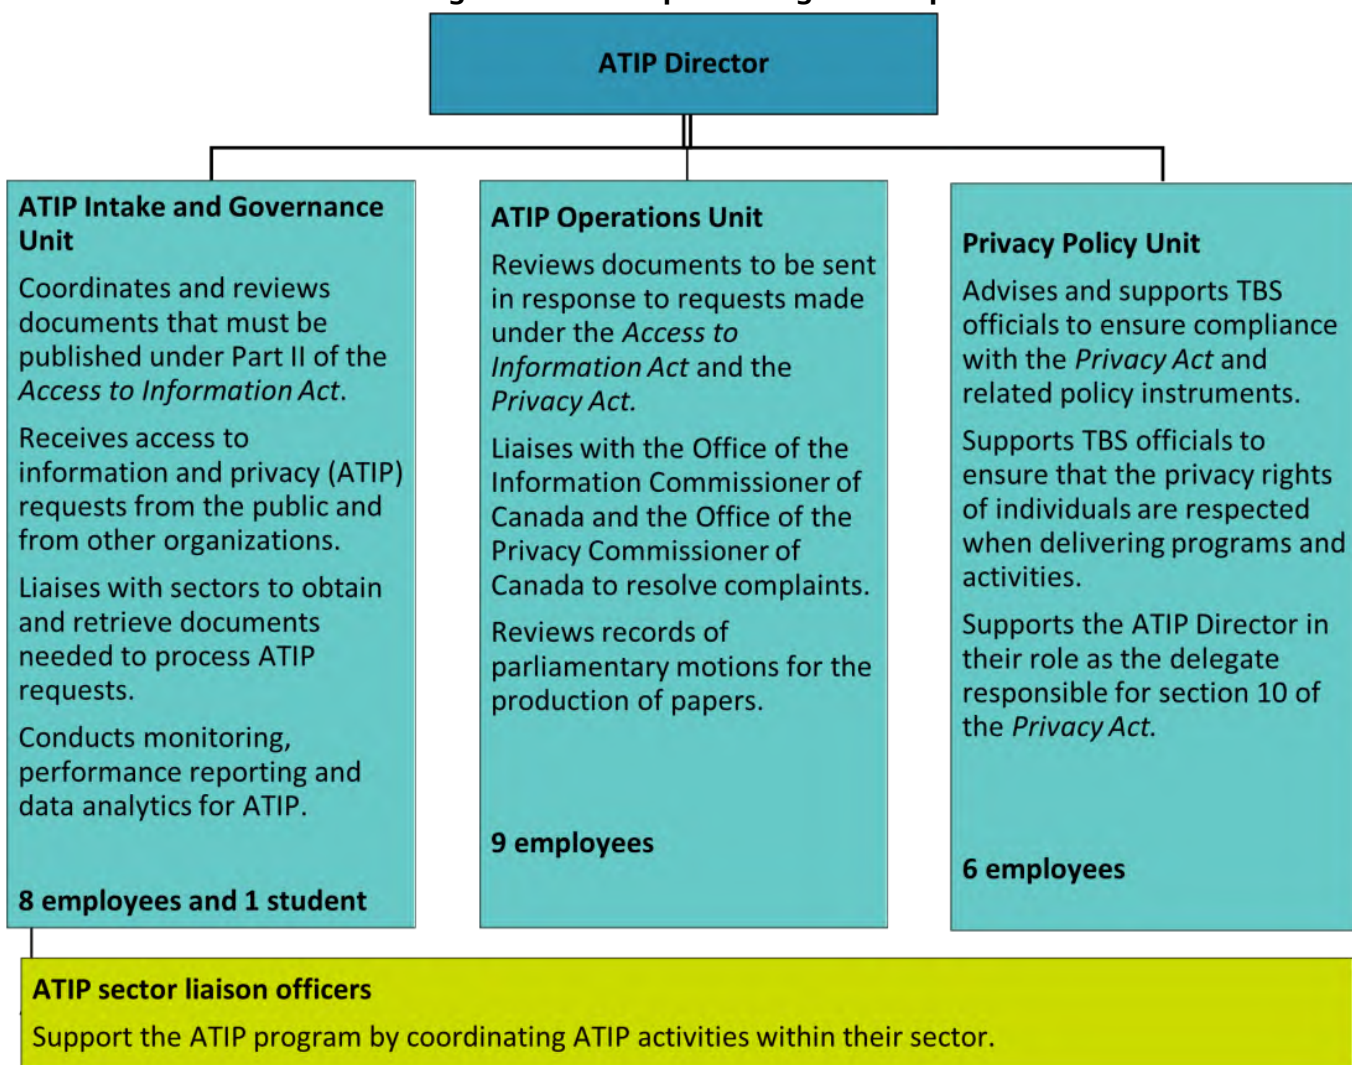 ATIP Director
ATIP Intake and Governance
Unit
Coordinates and reviews
documents that must be
published under Part II of the
Access to Information Act.
Receives access to
information and privacy (ATIP)
requests from the public and
from other organizations.
Liaises with sectors to obtain
and retrieve documents
needed to process ATIP
requests.
Conducts monitoring,
performance reporting and
data analytics for ATIP.
8 employees and 1 student
ATIP Operations Unit
Reviews documents to be sent
in response to requests made
under the Access to
Information Act and the
Privacy Act.
Liaises with the Office of the
Information Commissioner of
Canada and the Office of the
Privacy Commissioner of
Canada to resolve complaints.
Reviews records of
parliamentary motions for the
production of papers.
9 employees
Privacy Policy Unit
Advises and supports TBS
officials to ensure compliance
with the Privacy Act and
related policy instruments.
Supports TBS officials to
ensure that the privacy rights
of individuals are respected
when delivering programs and
activities.
Supports the ATIP Director in
their role as the delegate
responsible for section 10 of
the Privacy Act.
6 employees
ATIP sector liaison officers
Support the ATIP program by coordinating ATIP activities within their sector.